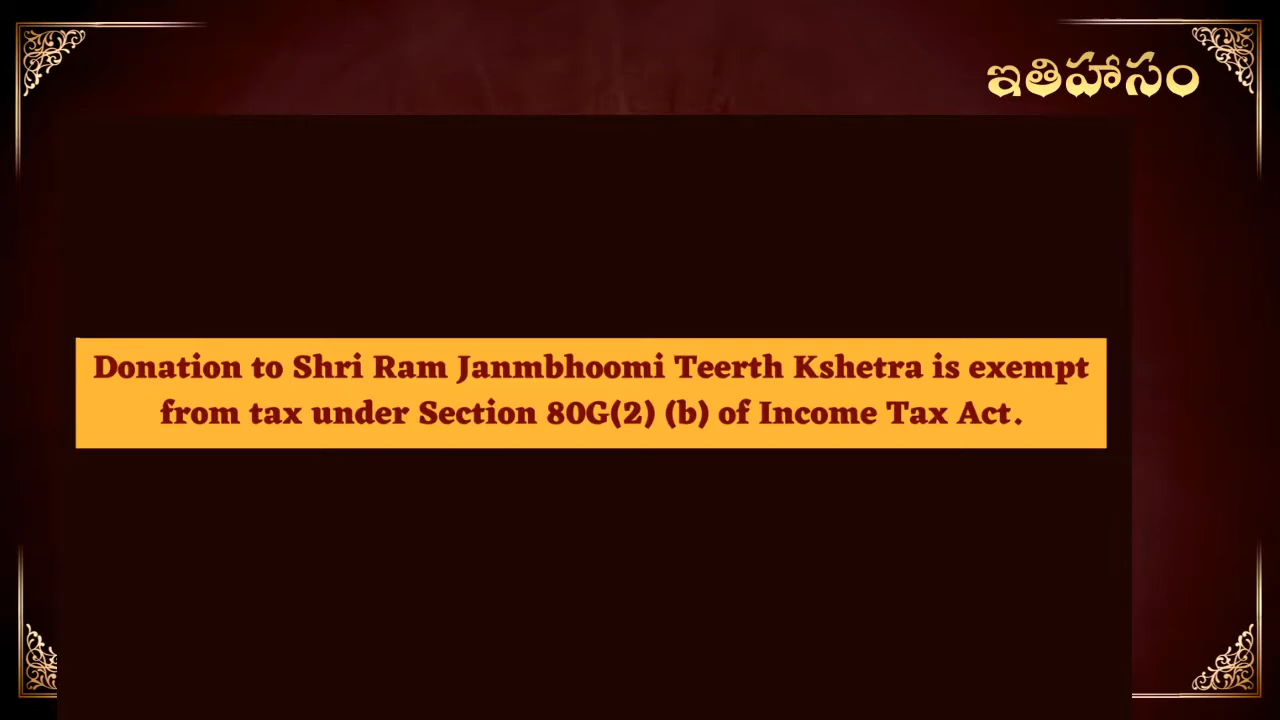 ఇతిహాసం
Donation to Shri Ram Janmbhoomi Teerth Kshetra is exempt
from tax under Section 80G(2) (b) of Income Tax Act.